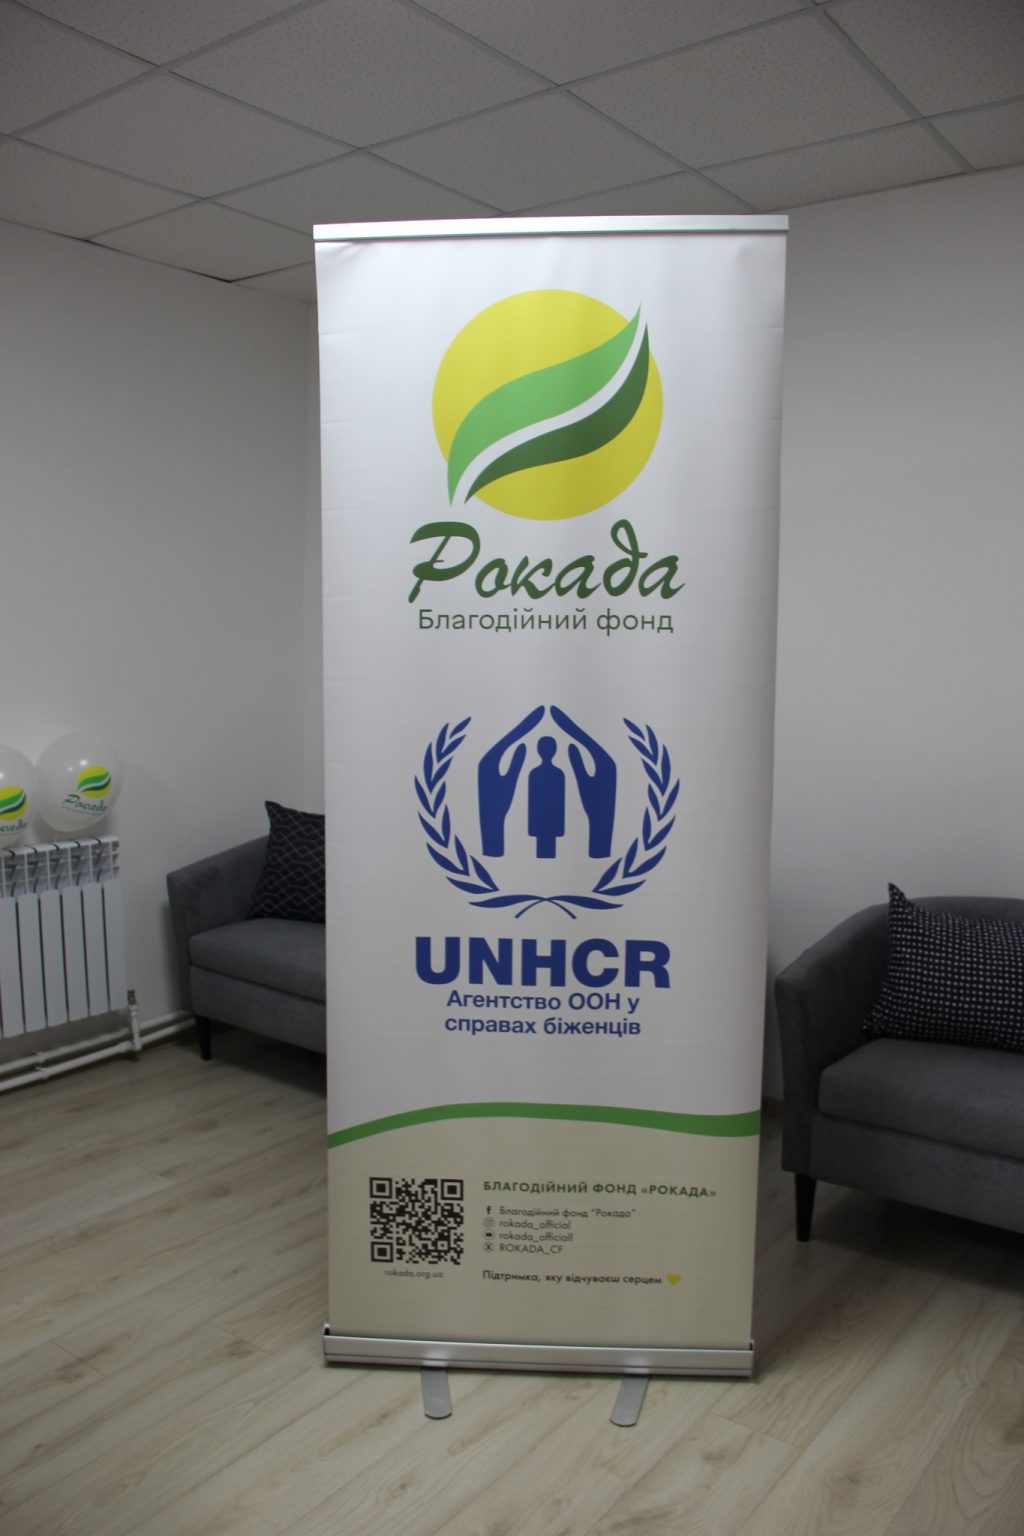 Рокада
Благодійний фонд
UNHCR
Агентство ООН у
справах біженців
БЛАГОДІЙНИЙ ФОНД «РОКАДА»
Благодійний фонд "Рокада"
rokada_official
rokada_officiall
ROKADA_CF
rokada.org.ua
Підтримка, яку відчуваєш серцем
Рокада